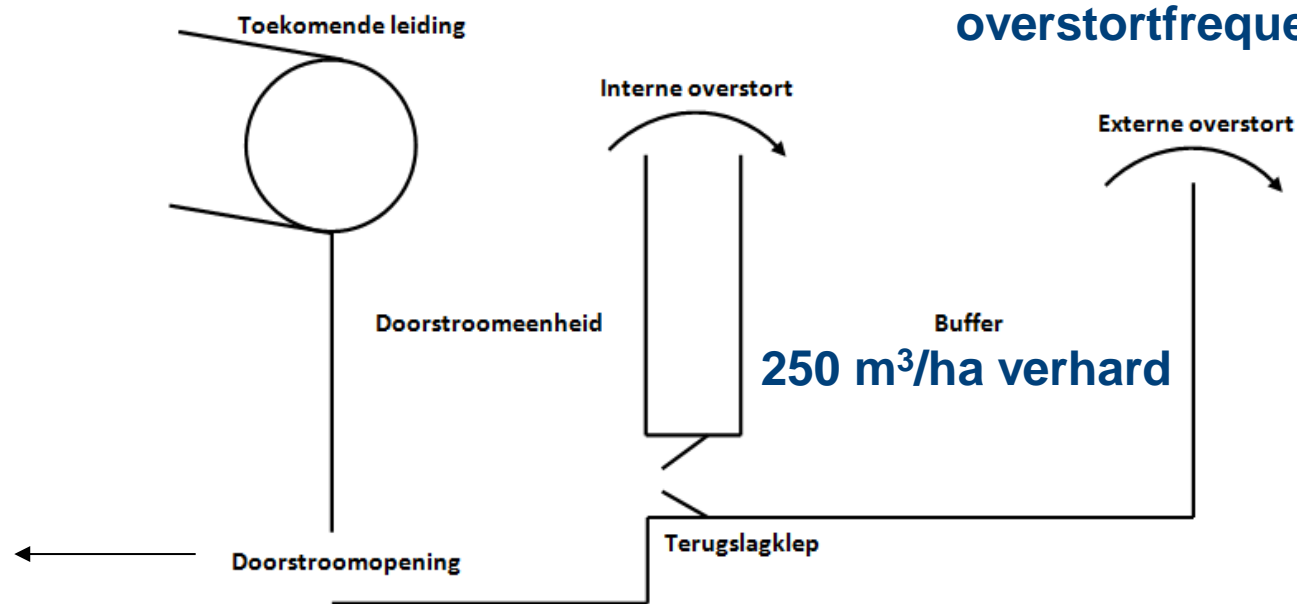 overstortfreque
Toekomende leiding
Interne overstort
Externe overstort
Doorstroomeenheid
Buffer
250 m³/ha verhard
Terugslagklep
Doorstroomopening